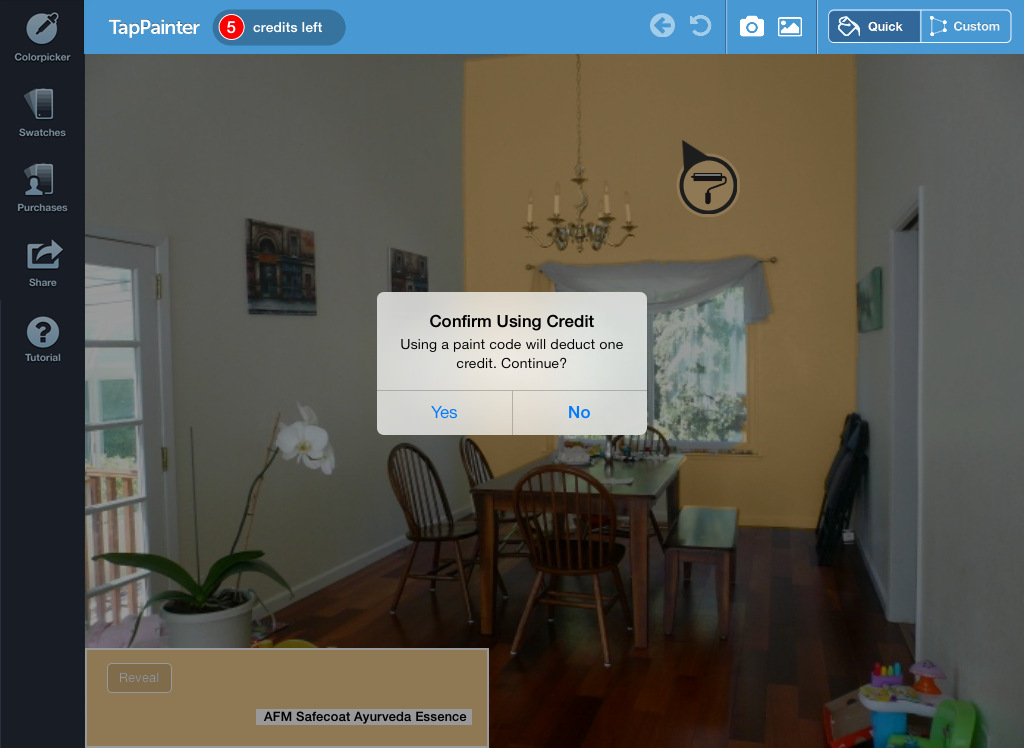 TapPainter
5 credits left
Quick
Custom
Colorpicker
Swatches
Purchases
Share
?
Tutorial
Confirm Using Credit
Using a paint code will deduct one
credit. Continue?
Yes
No
Reveal
AFM Safecoat Ayurveda Essence